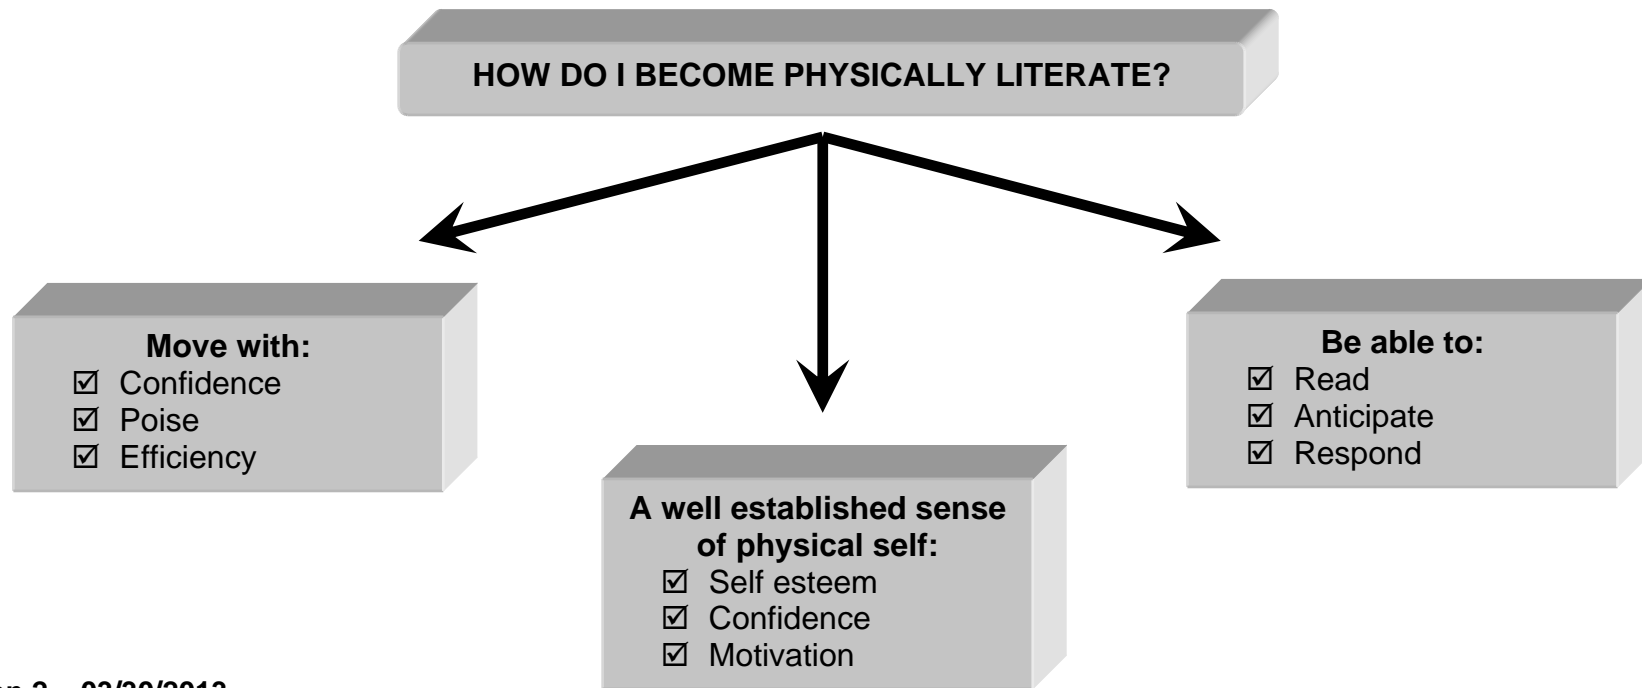 HOW DO I BECOME PHYSICALLY LITERATE?
Move with:
☑ Confidence
☑ Poise
☑ Efficiency
A well established sense
of physical self:
☑ Self esteem
☑ Confidence
☑ Motivation
Be able to:
☑ Read
☑ Anticipate
☑ Respond